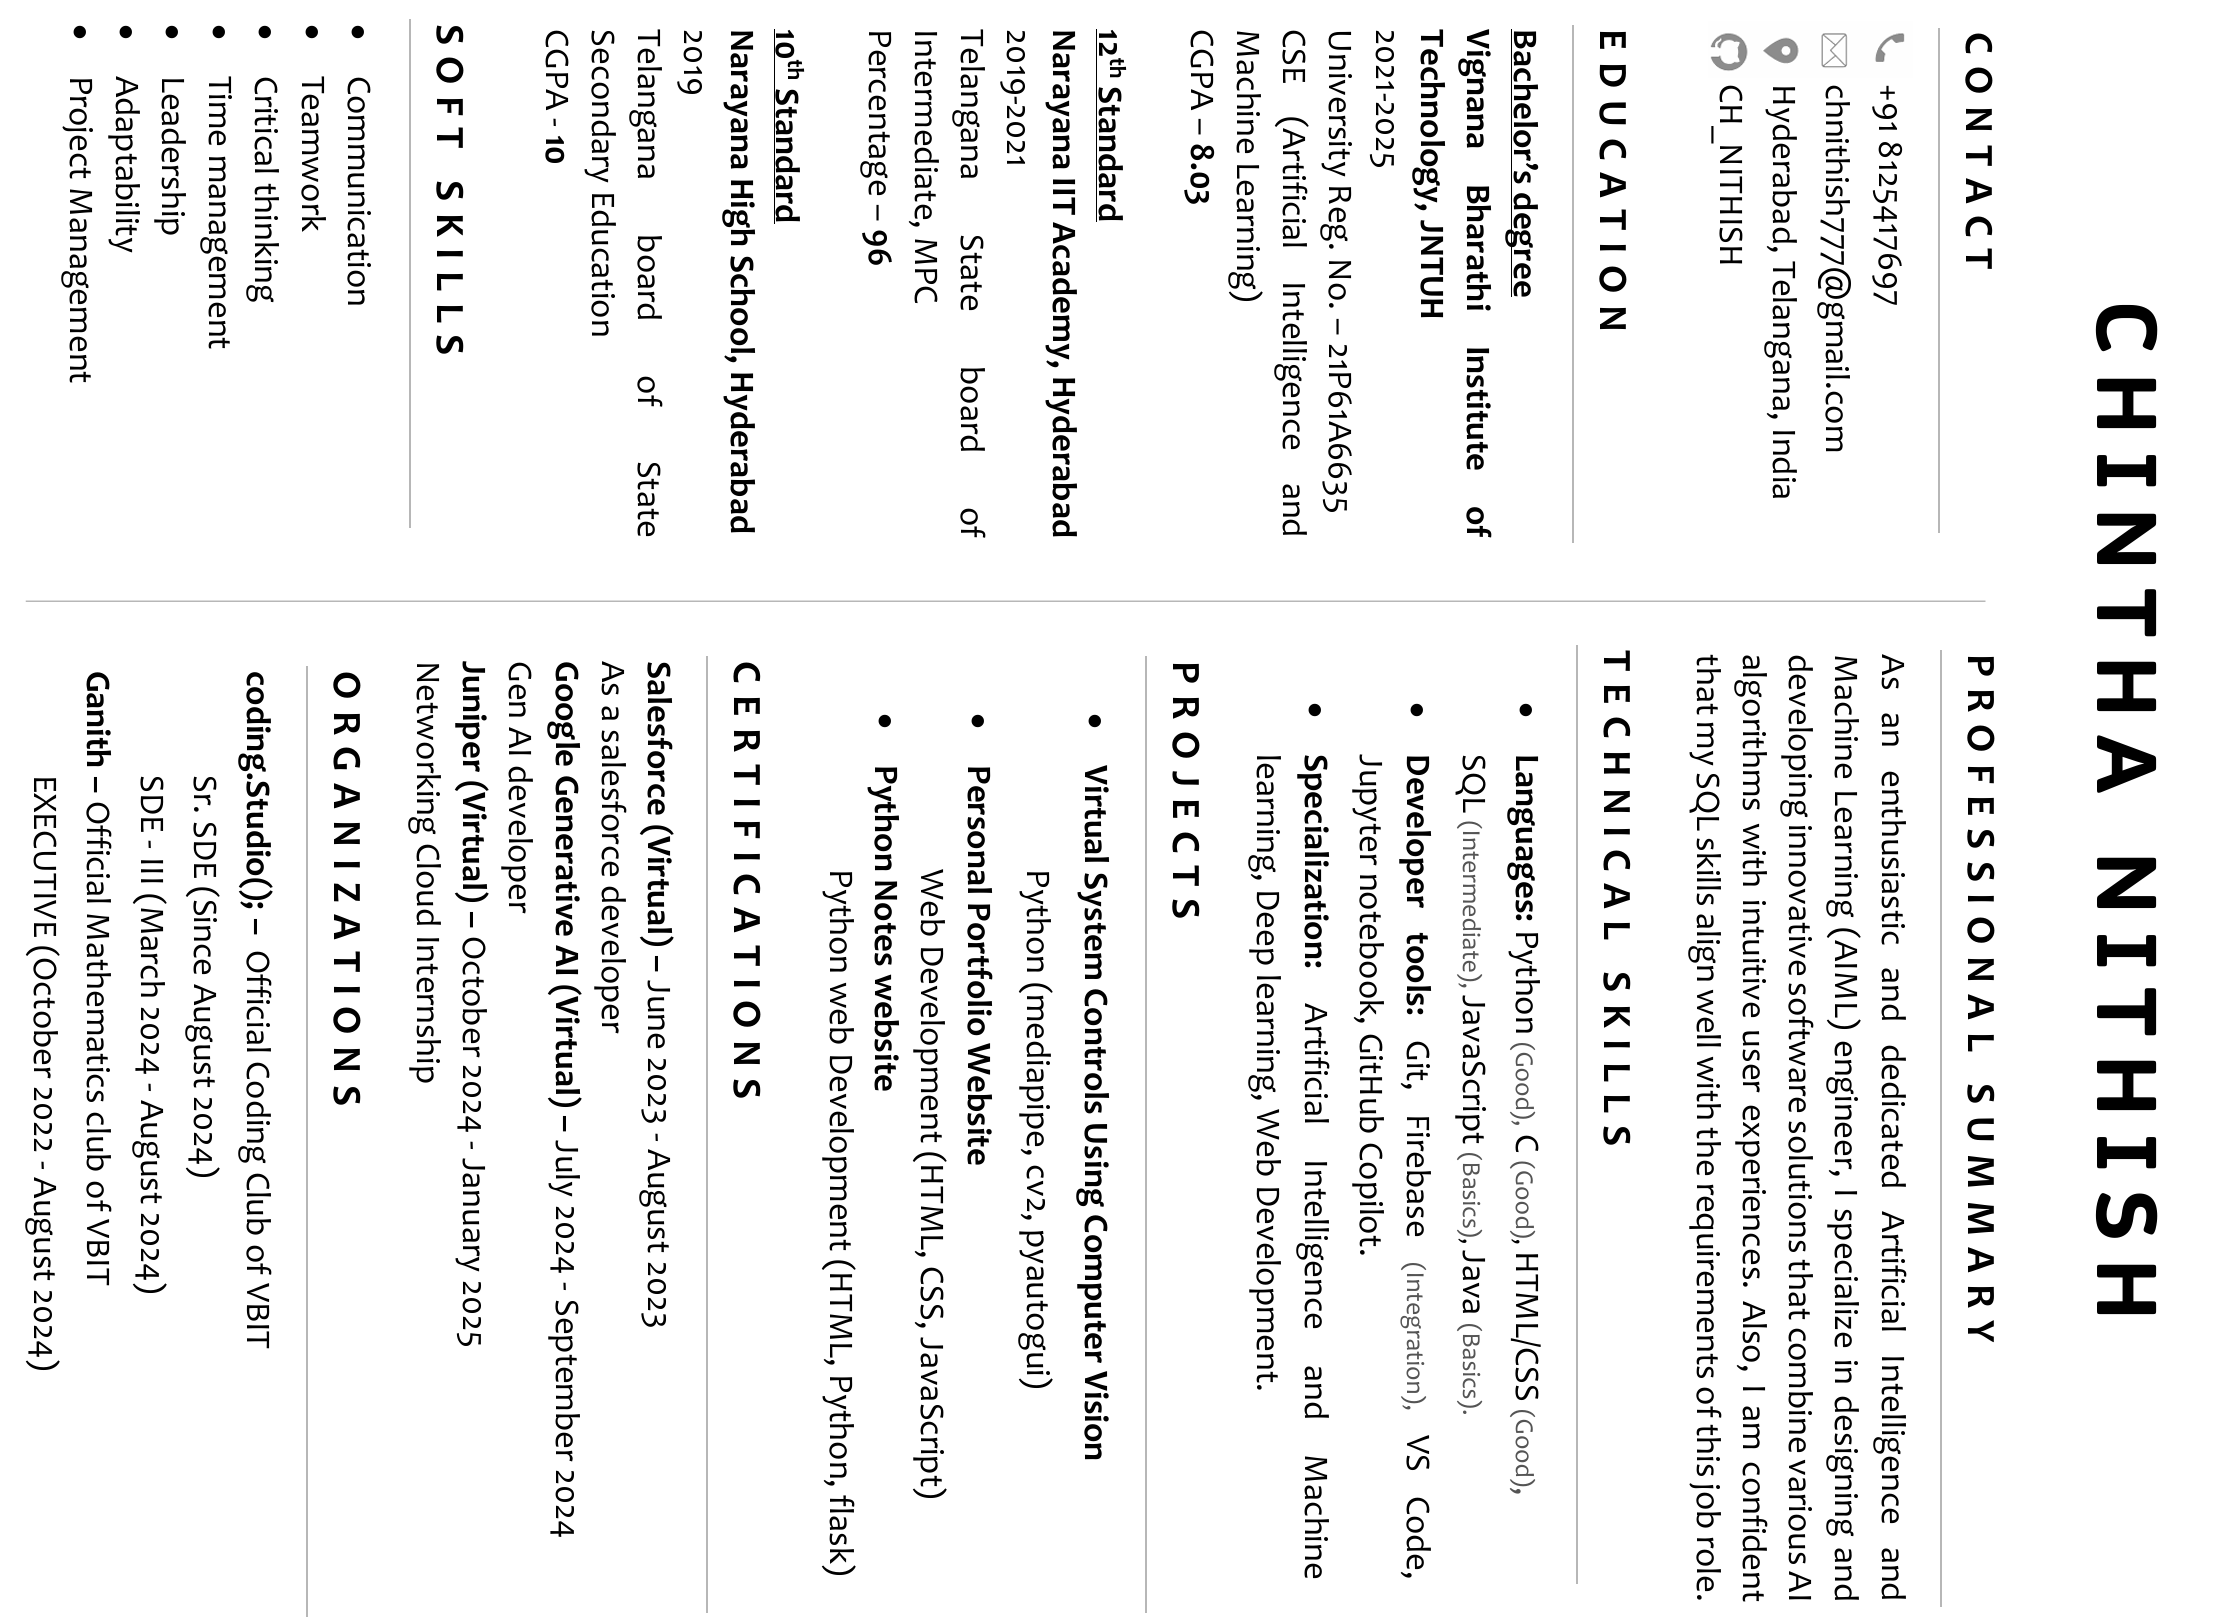 CHINTHA NITHISH
CONTACT
+91 8125417697
chnithish777@gmail.com
Hyderabad, Telangana, India
CH_NITHISH
EDUCATION
Bachelor's degree
Vignana Bharathi Institute of
Technology, JNTUH
2021-2025
University Reg. No. – 21P61A6635
CSE (Artificial Intelligence and
Machine Learning)
CGPA – 8.03
12th Standard
Narayana IIT Academy, Hyderabad
2019-2021
Telangana State board of
Intermediate, MPC
Percentage – 96
10th Standard
Narayana High School, Hyderabad
2019
Telangana board of State
Secondary Education
CGPA - 10
SOFT SKILLS
• Communication
• Teamwork
• Critical thinking
• Time management
• Leadership
• Adaptability
• Project Management
PROFESSIONAL SUMMARY
As an enthusiastic and dedicated Artificial Intelligence and
Machine Learning (AIML) engineer, I specialize in designing and
developing innovative software solutions that combine various AI
algorithms with intuitive user experiences. Also, I am confident
that my SQL skills align well with the requirements of this job role.
TECHNICAL SKILLS
• Languages: Python (Good), C (Good), HTML/CSS (Good),
SQL (Intermediate), JavaScript (Basics), Java (Basics).
• Developer tools: Git, Firebase (Integration), VS Code,
Jupyter notebook, GitHub Copilot.
• Specialization: Artificial Intelligence and Machine
learning, Deep learning, Web Development.
PROJECTS
• Virtual System Controls Using Computer Vision
Python (mediapipe, cv2, pyautogui)
• Personal Portfolio Website
Web Development (HTML, CSS, JavaScript)
• Python Notes website
Python web Development (HTML, Python, flask)
CERTIFICATIONS
Salesforce (Virtual) – June 2023 - August 2023
As a salesforce developer
Google Generative AI (Virtual) – July 2024 - September 2024
Gen AI developer
Juniper (Virtual) – October 2024 - January 2025
Networking Cloud Internship
ORGANIZATIONS
coding.Studio(); – Official Coding Club of VBIT
Sr. SDE (Since August 2024)
SDE - III (March 2024 - August 2024)
Ganith – Official Mathematics club of VBIT
EXECUTIVE (October 2022 - August 2024)